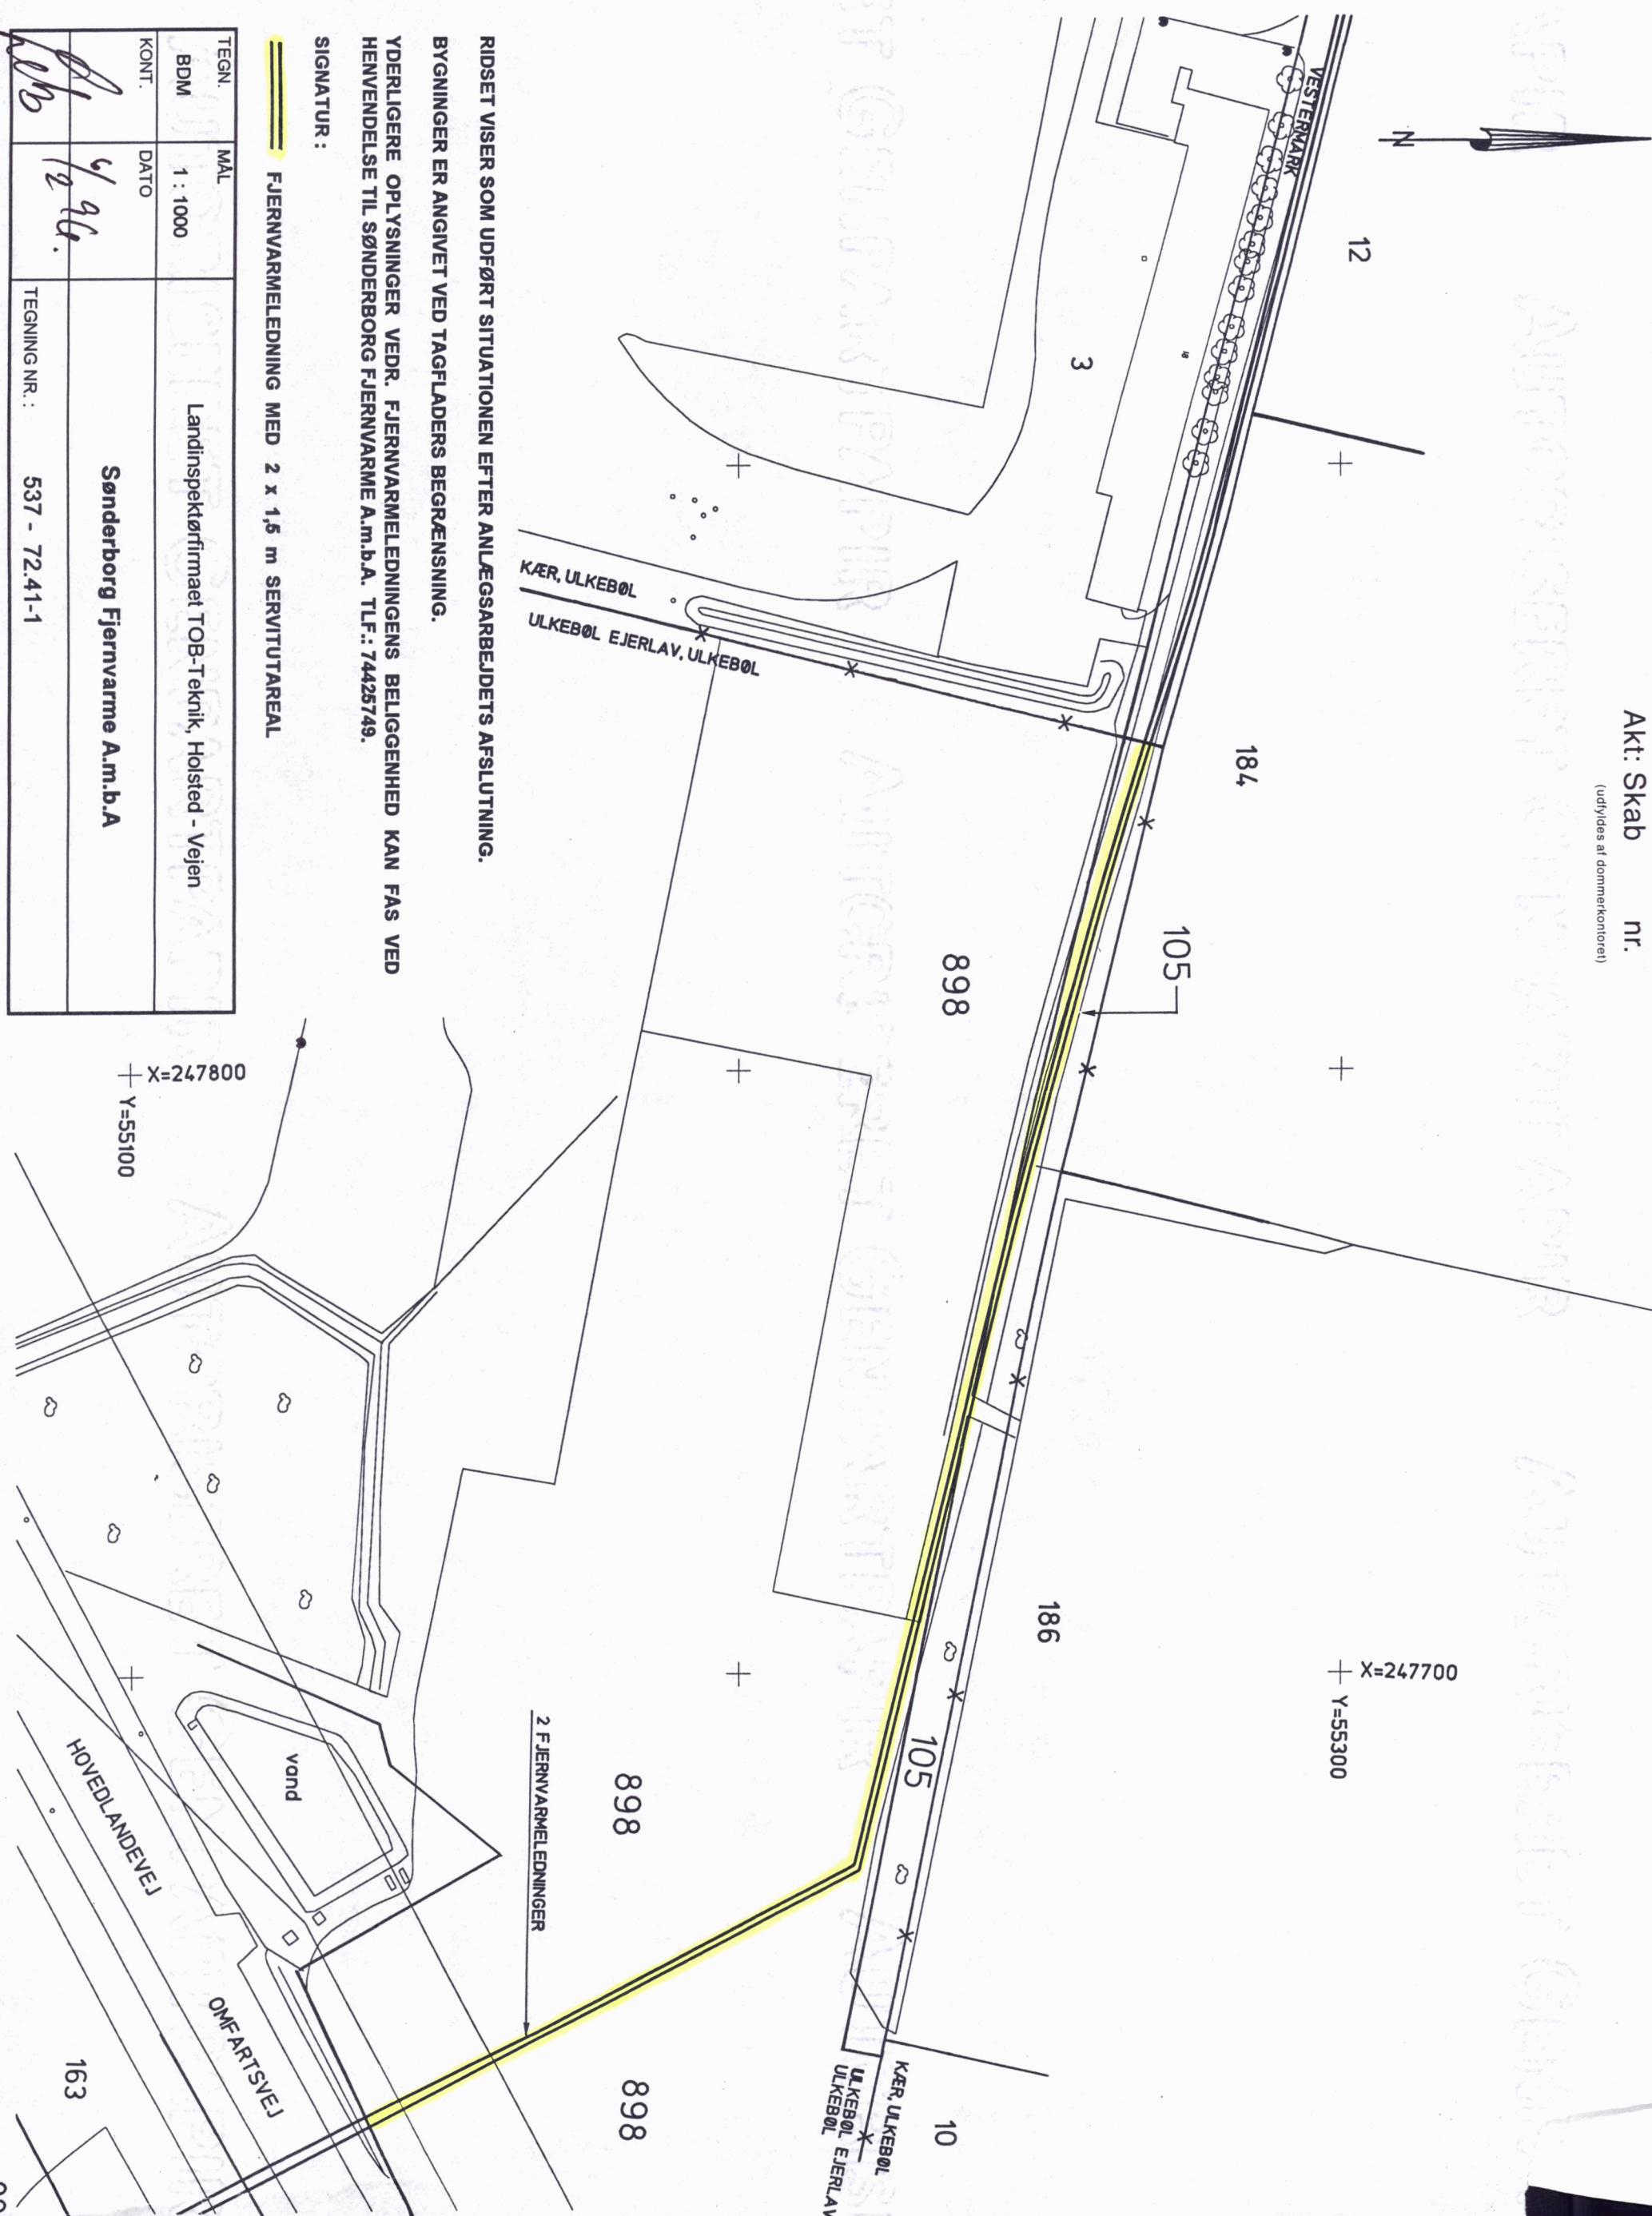 Akt: Skab nr.
(udfyldes af dommerkontoret)
12
VESTERMARK
N
3
184
105
898
KÆR, ULKEBØL
ULKEBØL EJERLAV, ULKEBØL
186
X=247700
Y=55300
105
10
KÆR, ULKEBØL
ULKEBØL EJERLAV
ULKEBØL
898
898
2 FJERNVARMELEDNINGER
vand
HOVEDLANDEVEJ
OMFARTSVEJ
163
X=247800
Y=55100
RIDSET VISER SOM UDFØRT SITUATIONEN EFTER ANLÆGSARBEJDETS AFSLUTNING.
BYGNINGER ER ANGIVET VED TAGFLADERS BEGRÆNSNING.
YDERLIGERE OPLYSNINGER VEDR. FJERNVARMELEDNINGENS BELIGGENHED KAN FAS VED
HENVENDELSE TIL SØNDERBORG FJERNVARME A.m.b.A. TLF.: 74425749.
SIGNATUR :
FJERNVARMELEDNING MED 2 x 1,5 m SERVITUTAREAL
TEGN. MÅL
BDM 1 : 1000 Landinspektørfirmaet TOB-Teknik, Holsted - Vejen
KONT. DATO
6/2 96. Sønderborg Fjernvarme A.m.b.A
TEGNING NR. : 537 - 72.41-1